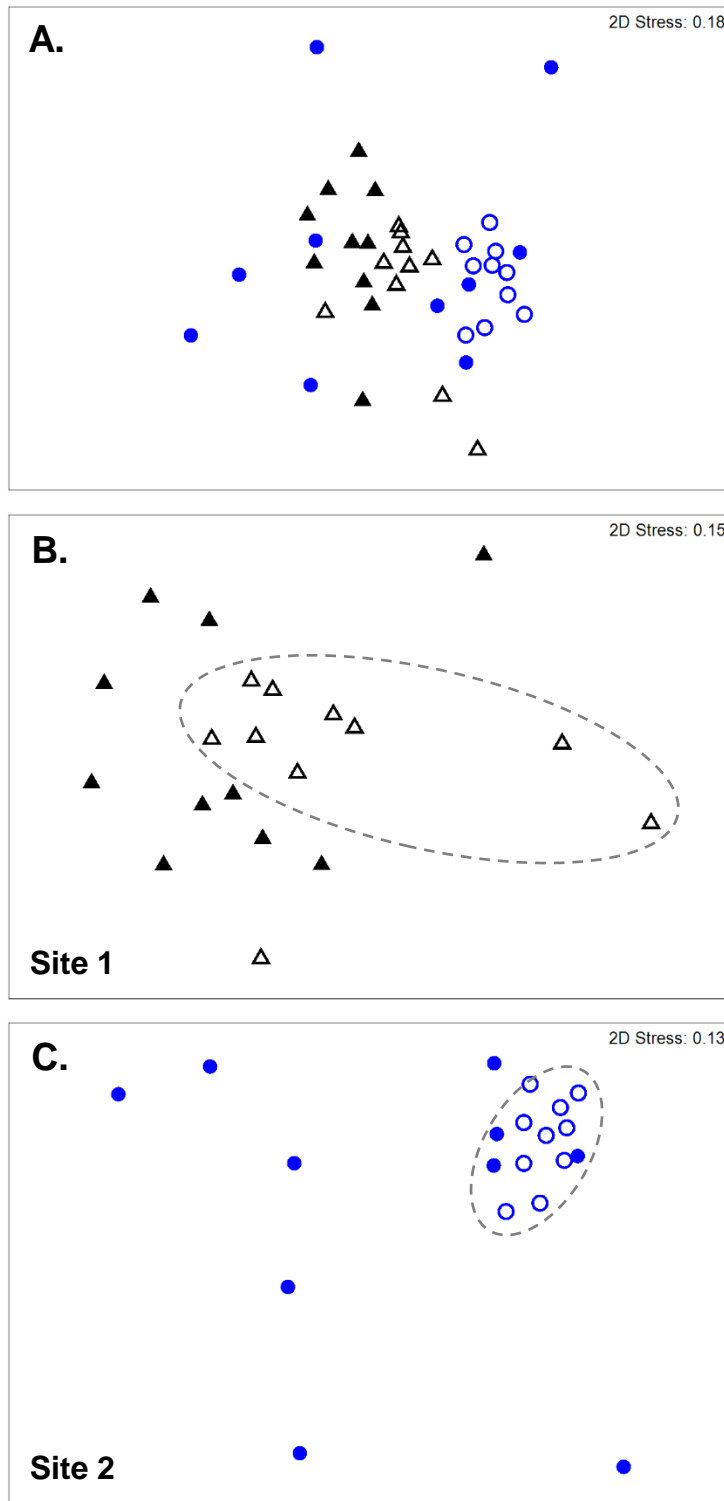 A.
2D Stress: 0.18
B.
2D Stress: 0.15
Site 1
C.
2D Stress: 0.13
Site 2